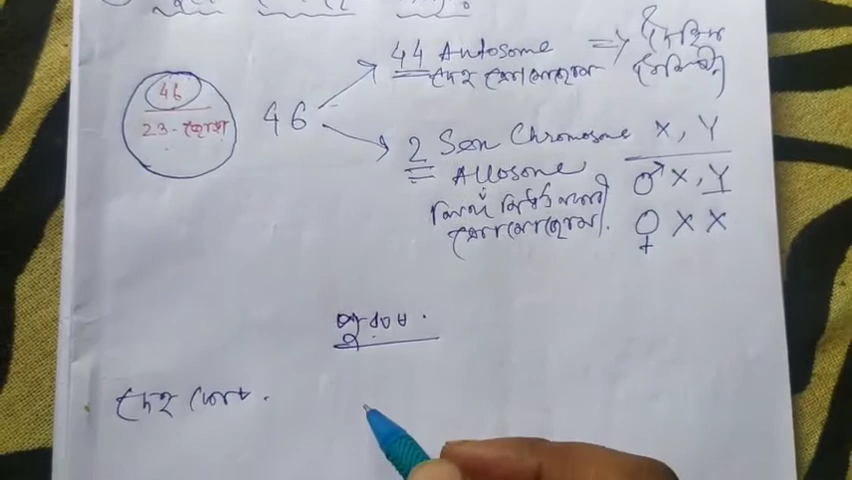 46
23-জোড়া
46
44 Autosome ⇒ দৈহিক
দেহ ক্রোমোজোম
2 Sex Chromosome X, Y
Allosome
লিঙ্গ নির্ধারণকারী
ক্রোমোজোম.
♂ X, Y
♀ X X
পুরুষ.
দেহ কোষ.